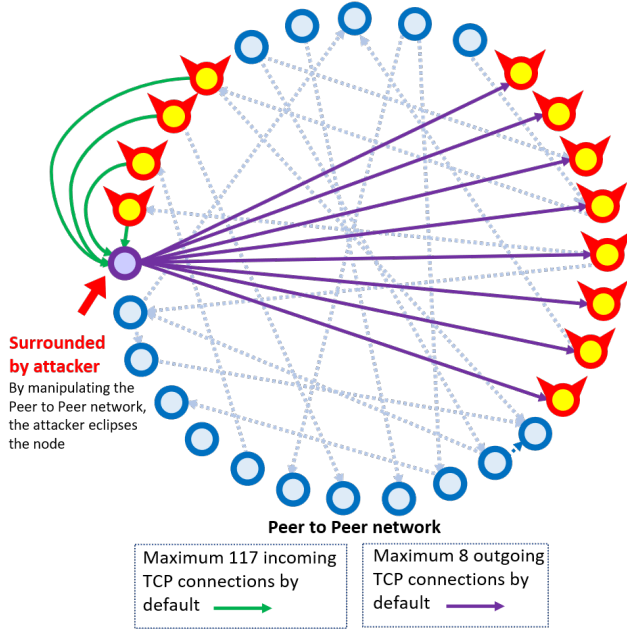 Surrounded
by attacker
By manipulating the
Peer to Peer network,
the attacker eclipses
the node
Peer to Peer network
Maximum 117 incoming
TCP connections by
default
Maximum 8 outgoing
TCP connections by
default